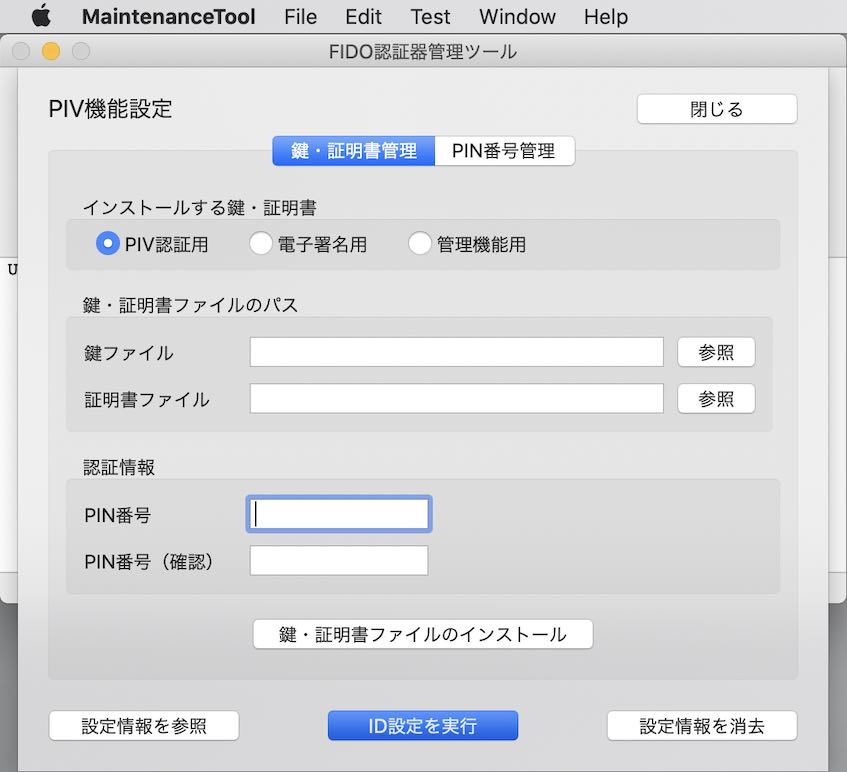 MaintenanceTool File Edit Test Window Help
FIDO認証器管理ツール
PIV機能設定 閉じる
鍵・証明書管理 PIN番号管理
インストールする鍵・証明書
PIV認証用 電子署名用 管理機能用
U
鍵・証明書ファイルのパス
鍵ファイル 参照
証明書ファイル 参照
認証情報
PIN番号
PIN番号（確認）
鍵・証明書ファイルのインストール
設定情報を参照 ID設定を実行 設定情報を消去